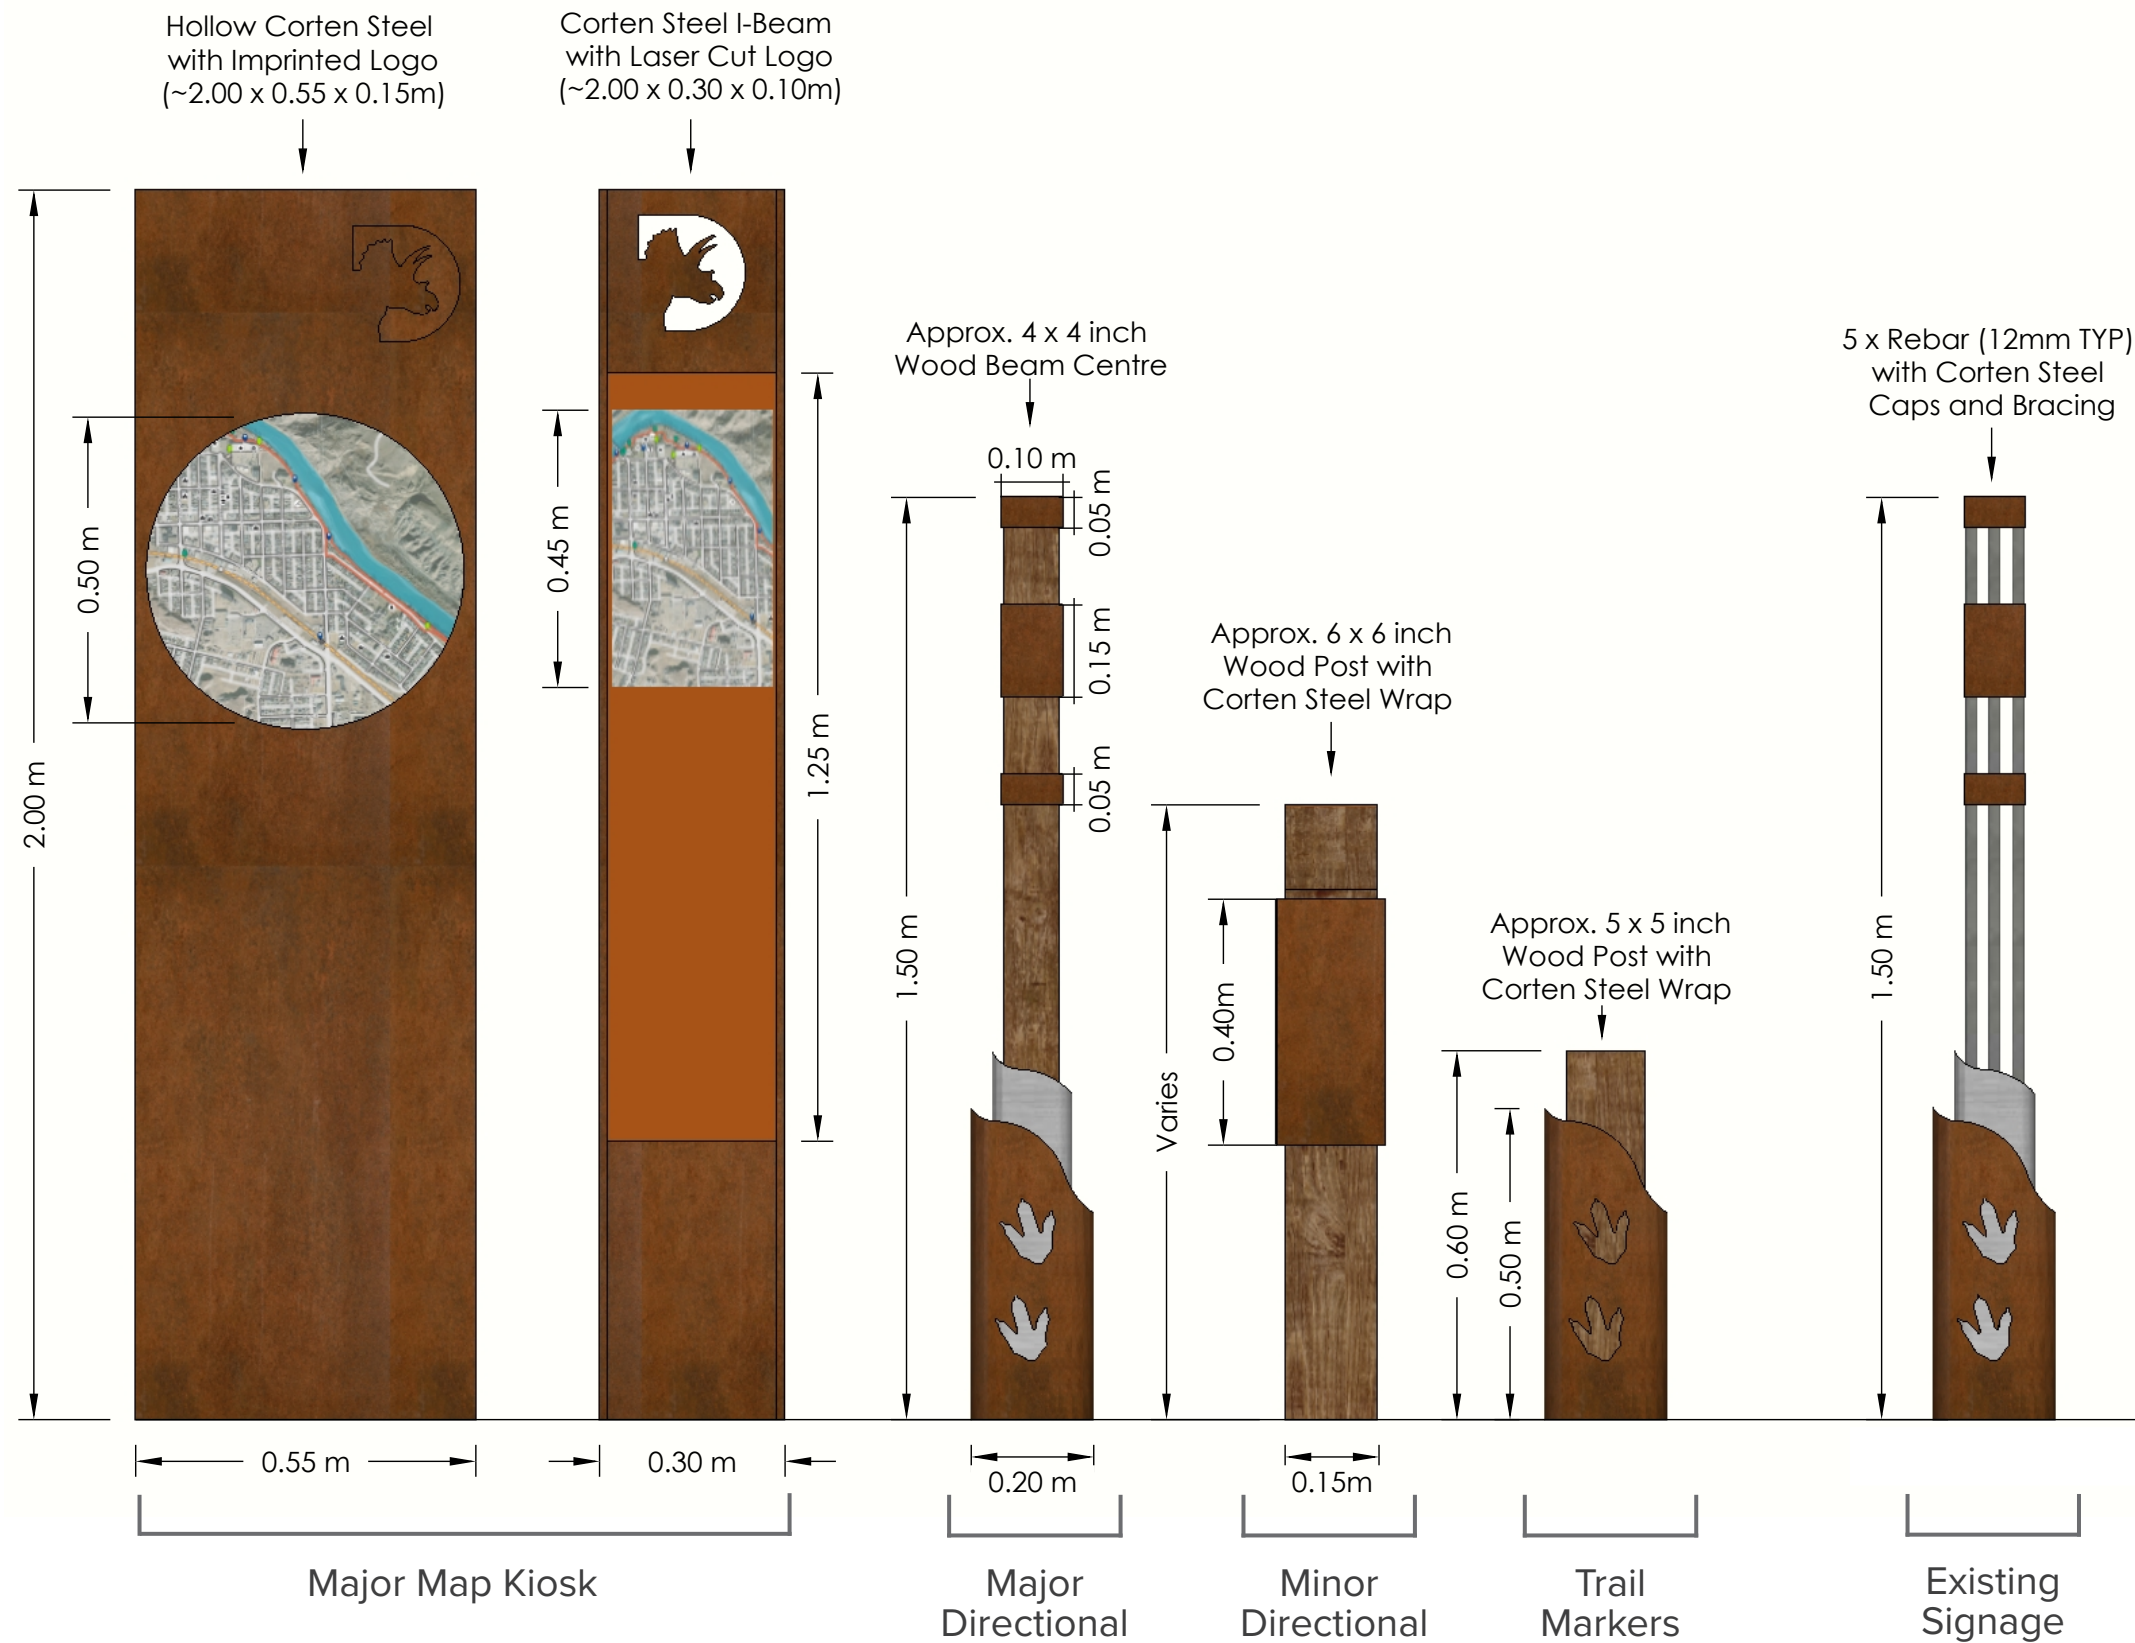 Hollow Corten Steel
with Imprinted Logo
(~2.00 x 0.55 x 0.15m)
Corten Steel I-Beam
with Laser Cut Logo
(~2.00 x 0.30 x 0.10m)
Approx. 4 x 4 inch
Wood Beam Centre
5 x Rebar (12mm TYP)
with Corten Steel
Caps and Bracing
Approx. 6 x 6 inch
Wood Post with
Corten Steel Wrap
Approx. 5 x 5 inch
Wood Post with
Corten Steel Wrap
2.00 m
0.50 m
0.45 m
1.25 m
0.10 m
0.05 m
0.15 m
0.05 m
1.50 m
Varies
0.40m
0.60 m
0.50 m
1.50 m
0.55 m
0.30 m
0.20 m
0.15m
Major Map Kiosk
Major
Directional
Minor
Directional
Trail
Markers
Existing
Signage